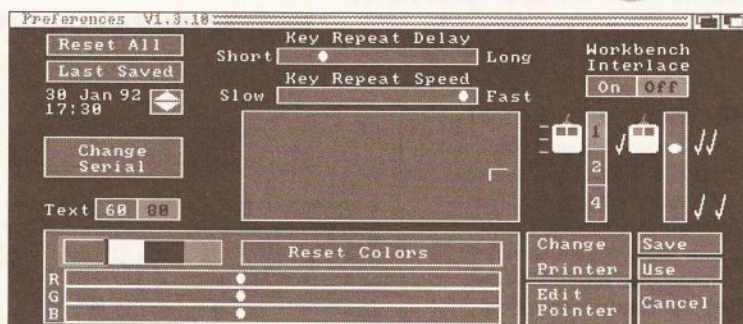 Preferences V1.3.18
Reset All
Last Saved
30 Jan 92
17:30
Change
Serial
Text 60 80
Key Repeat Delay
Short Long
Key Repeat Speed
Slow Fast
Workbench
Interlace
On Off
1
2
4
Reset Colors
R
G
B
Change
Printer
Edit
Pointer
Save
Use
Cancel